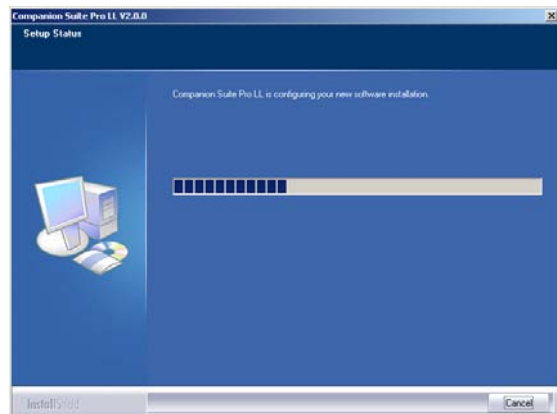 Companion Suite Pro LL V2.0.0
Setup Status
Companion Suite Pro LL is configuring your new software installation.
InstallShield
Cancel